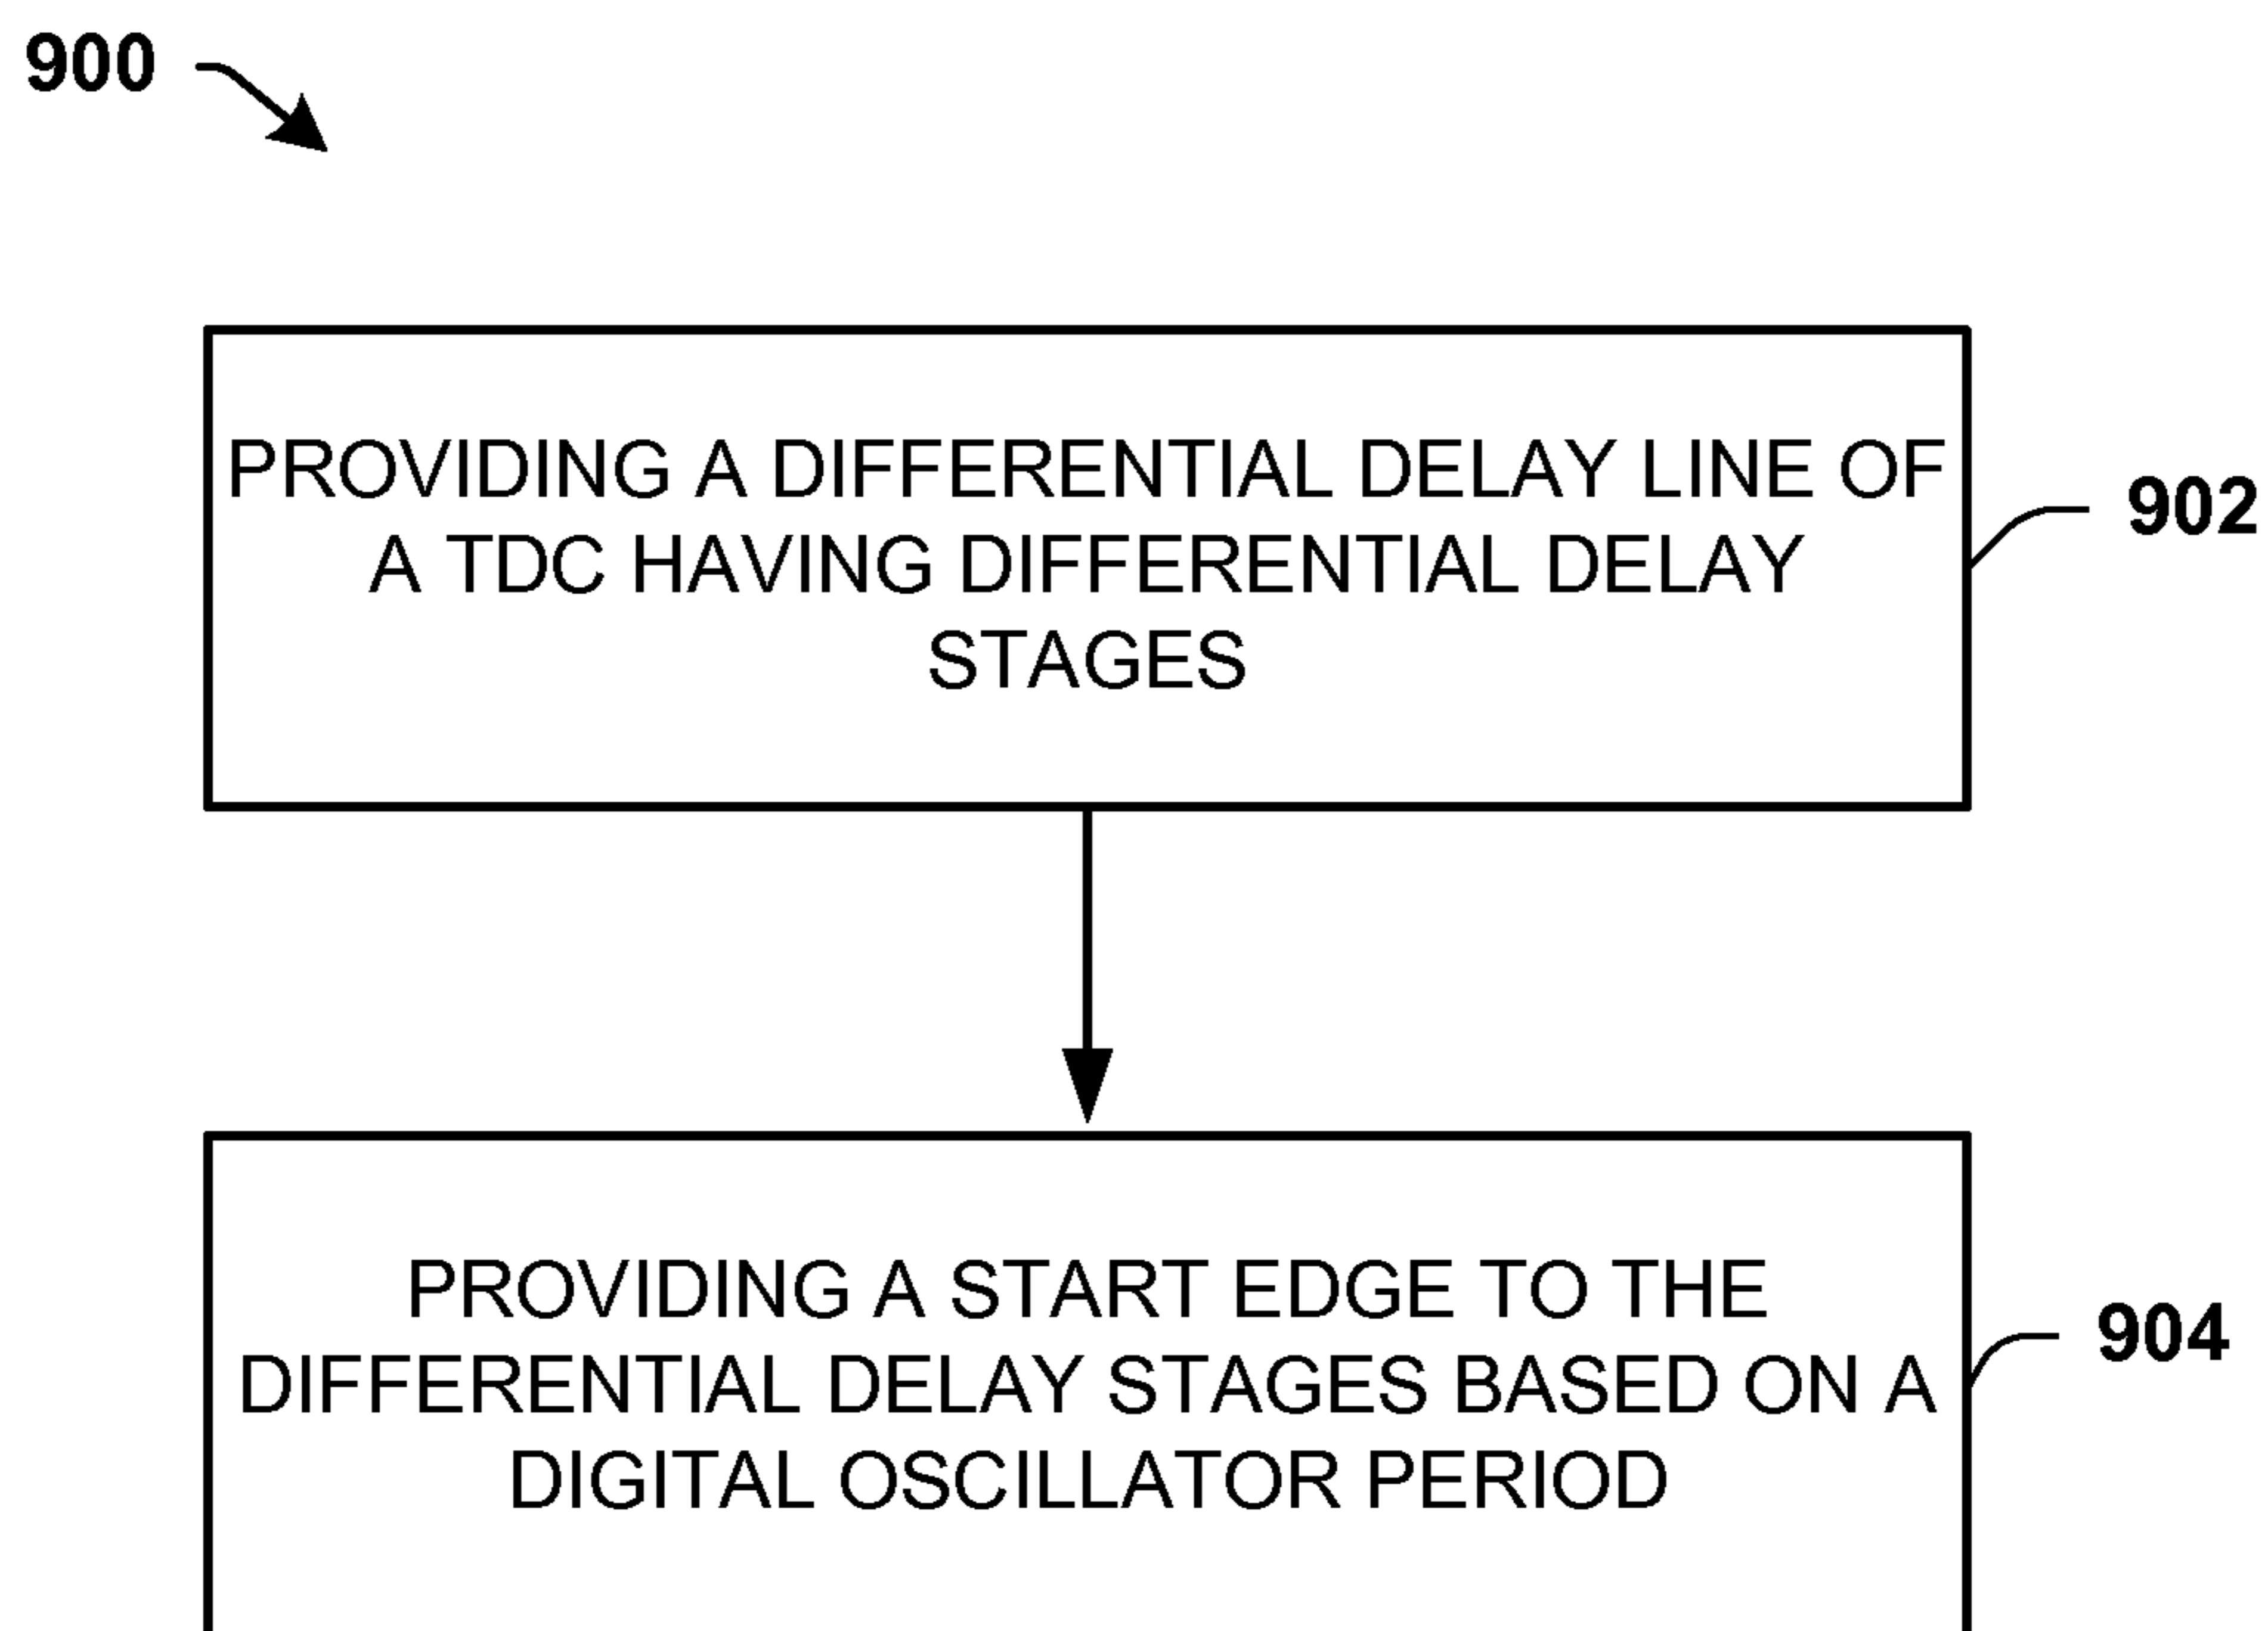 900
PROVIDING A DIFFERENTIAL DELAY LINE OF
A TDC HAVING DIFFERENTIAL DELAY
STAGES
902
PROVIDING A START EDGE TO THE
DIFFERENTIAL DELAY STAGES BASED ON A
DIGITAL OSCILLATOR PERIOD
904